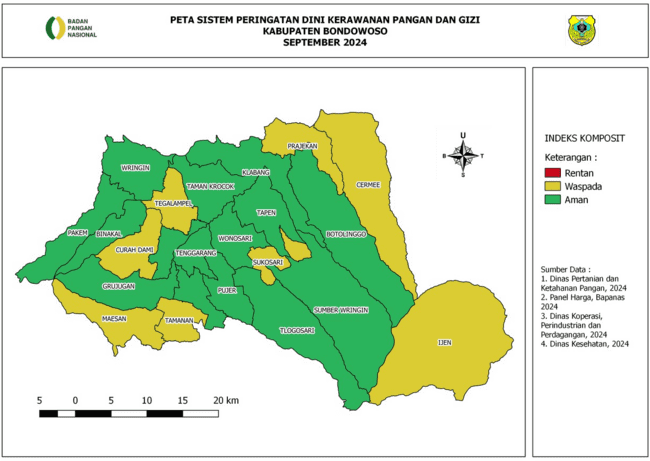 BADAN
PANGAN
NASIONAL
PETA SISTEM PERINGATAN DINI KERAWANAN PANGAN DAN GIZI
KABUPATEN BONDOWOSO
SEPTEMBER 2024
U
B T
S
PRAJEKAN
WRINGIN
KLABANG
TAMAN KROCOK
CERMEE
TEGALAMPEL
TAPEN
PAKEM
BINAKAL
WONOSARI
BOTOLINGGO
CURAH DAMI
TENGGARANG
SUKOSARI
GRUJUGAN
PUJER
SUMBER WRINGIN
MAESAN
TAMANAN
TLOGOSARI
IJEN
5 0 5 10 15 20 km
INDEKS KOMPOSIT
Keterangan :
Rentan
Waspada
Aman
Sumber Data :
1. Dinas Pertanian dan
Ketahanan Pangan, 2024
2. Panel Harga, Bapanas
2024
3. Dinas Koperasi,
Perindustrian dan
Perdagangan, 2024
4. Dinas Kesehatan, 2024